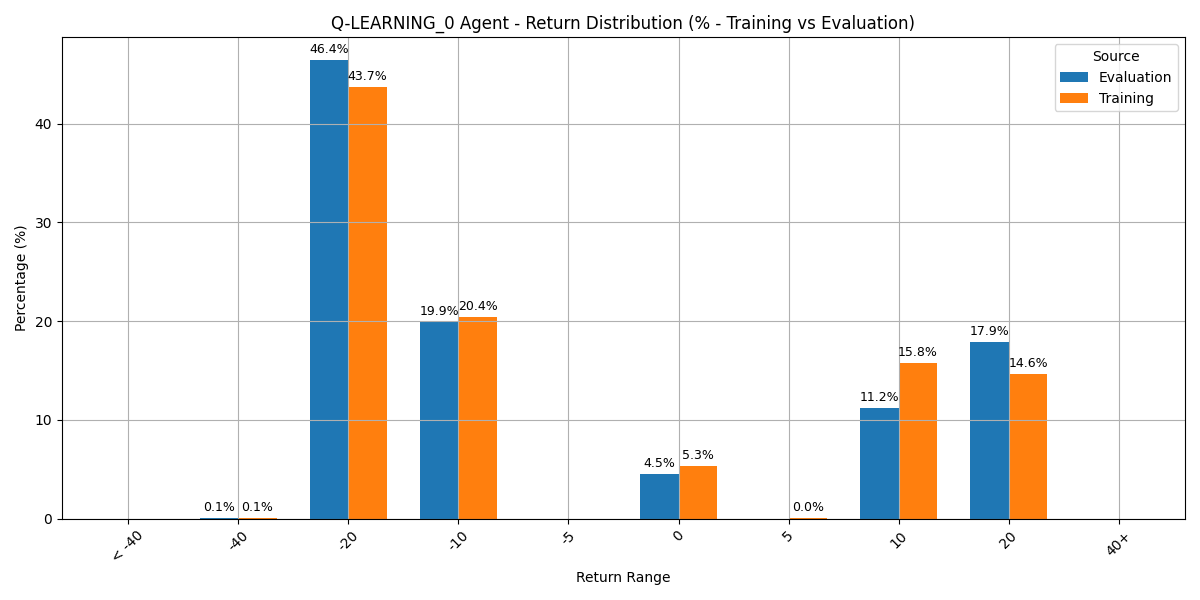 Q-LEARNING_0 Agent - Return Distribution (% - Training vs Evaluation)
Source
Evaluation
Training
Percentage (%)
40
30
20
10
0
0.1% 0.1%
46.4%
43.7%
19.9% 20.4%
4.5% 5.3%
0.0%
11.2% 15.8%
17.9% 14.6%
< -40 -40 -20 -10 -5 0 5 10 20 40+
Return Range